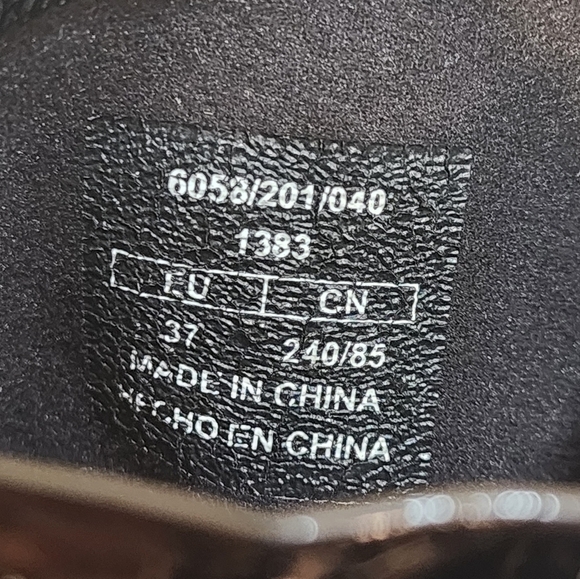 6058/201/040
1383
EU CN
37 240/85
MADE IN CHINA
HECHO EN CHINA